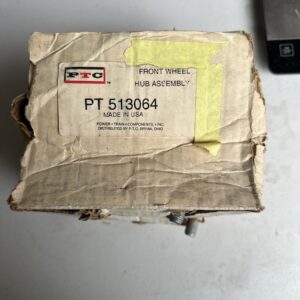 PTC
FRONT WHEEL
HUB ASSEMBLY
PT 513064
MADE IN USA
POWER • TRAIN • COMPONENTS • INC.
DISTRIBUTED BY P.T.C. BRYAN, OHIO